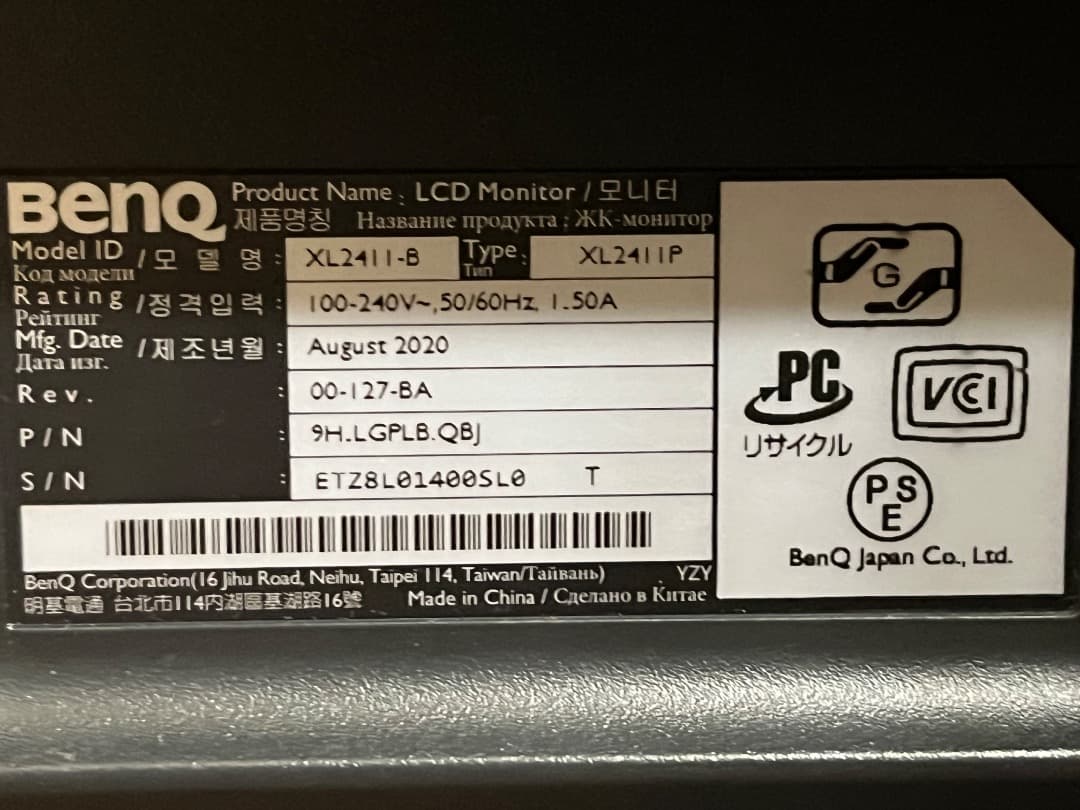 BenQ
Product Name : LCD Monitor / 모니터
제품명칭 Название продукта : ЖК-монитор
Model ID / 모 델 명 : XL2411-B Type : XL2411P
Код модели Тип
Rating / 정격입력 : 100-240V~,50/60Hz, 1.50A
Рейтинг
Mfg. Date / 제조년월 : August 2020
Дата изг.
Rev. : 00-127-BA
P/N : 9H.LGPLB.QBJ
S/N : ETZ8L01400SL0 T
BenQ Corporation(16 Jihu Road, Neihu, Taipei 114, Taiwan/Тайвань) YZY
明基電通 台北市114內湖區基湖路16號 Made in China / Сделано в Китае
G
PC
リサイクル
VCCI
PSE
BenQ Japan Co., Ltd.